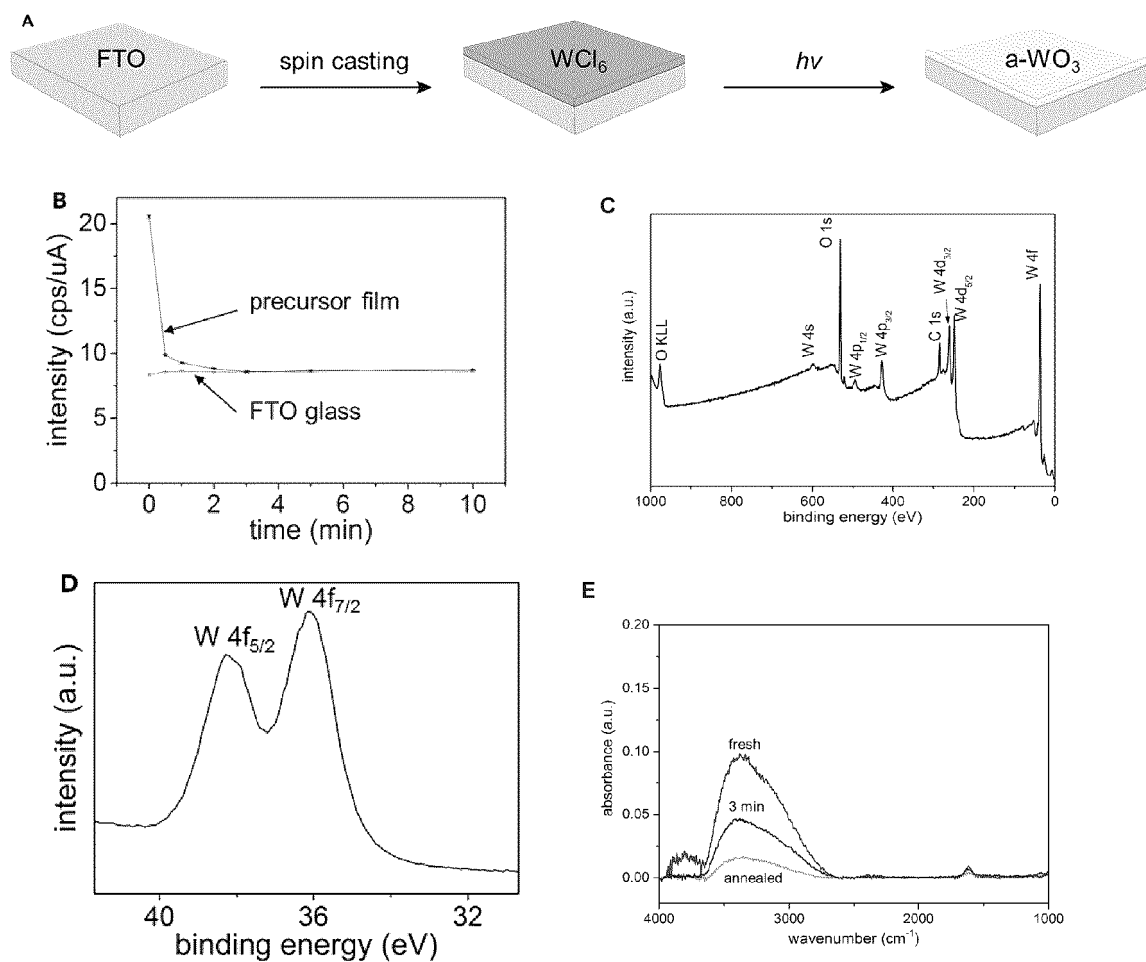 A
FTO
spin casting
WCl₆
hν
a-WO₃
B
intensity (cps/uA)
20
15
10
5
0
precursor film
FTO glass
0 2 4 6 8 10
time (min)
C
intensity (a.u.)
O KLL
W 4s
O 1s
W 4p₁/₂
W 4p₃/₂
C 1s
W 4d₃/₂
W 4d₅/₂
W 4f
1000 800 600 400 200 0
binding energy (eV)
D
intensity (a.u.)
W 4f₅/₂
W 4f₇/₂
40 36 32
binding energy (eV)
E
absorbance (a.u.)
0.20
0.15
0.10
0.05
0.00
fresh
3 min
annealed
4000 3000 2000 1000
wavenumber (cm⁻¹)